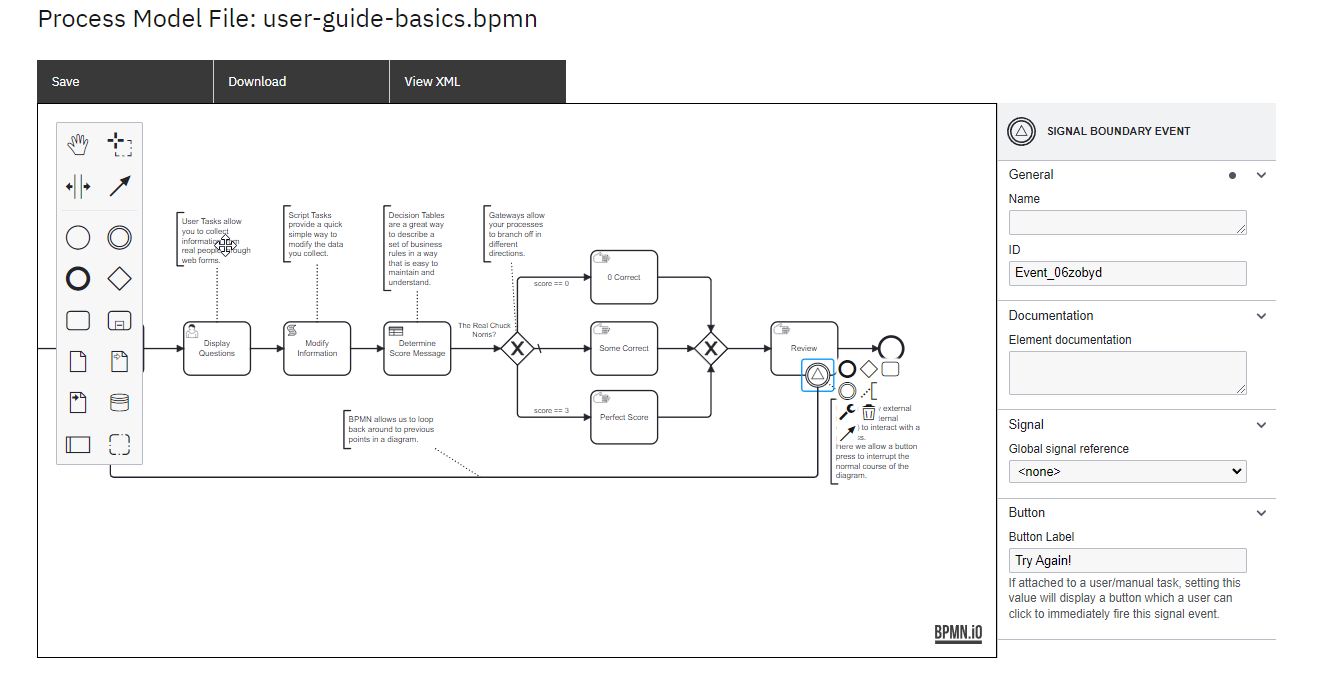 Process Model File: user-guide-basics.bpmn
Save
Download
View XML
SIGNAL BOUNDARY EVENT
General
Name
ID
Event_06zobyd
Documentation
Element documentation
Signal
Global signal reference
<none>
Button
Button Label
Try Again!
If attached to a user/manual task, setting this
value will display a button which a user can
click to immediately fire this signal event.
User Tasks allow
you to collect
real people
web forms.
Script Tasks
provide a quick
simple way to
modify the data
you collect.
Decision Tables
are a great way
to describe a
set of business
rules in a way
that is easy to
maintain and
understand.
Gateways allow
your processes
to branch off in
different
directions.
Display
Questions
Modify
Information
Determine
Score Message
The Real Chuck
Norris?
score == 0
score == 3
0 Correct
Some Correct
Perfect Score
Review
BPMN allows us to loop
back around to previous
points in a diagram.
external
to interact with a
here we allow a button
press to interrupt the
normal course of the
diagram.
BPMN.iO